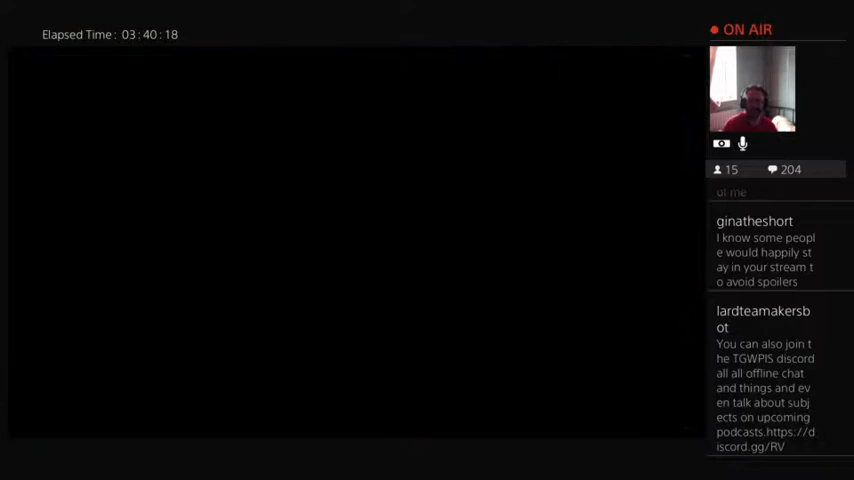 Elapsed Time: 03:40:18
ON AIR
15 204
of me
ginatheshort
I know some peopl
e would happily st
ay in your stream t
o avoid spoilers
lardteamakersb
ot
You can also join t
he TGWPIS discord
all all offline chat
and things and ev
en talk about subj
ects on upcoming
podcasts.https://d
iscord.gg/RV